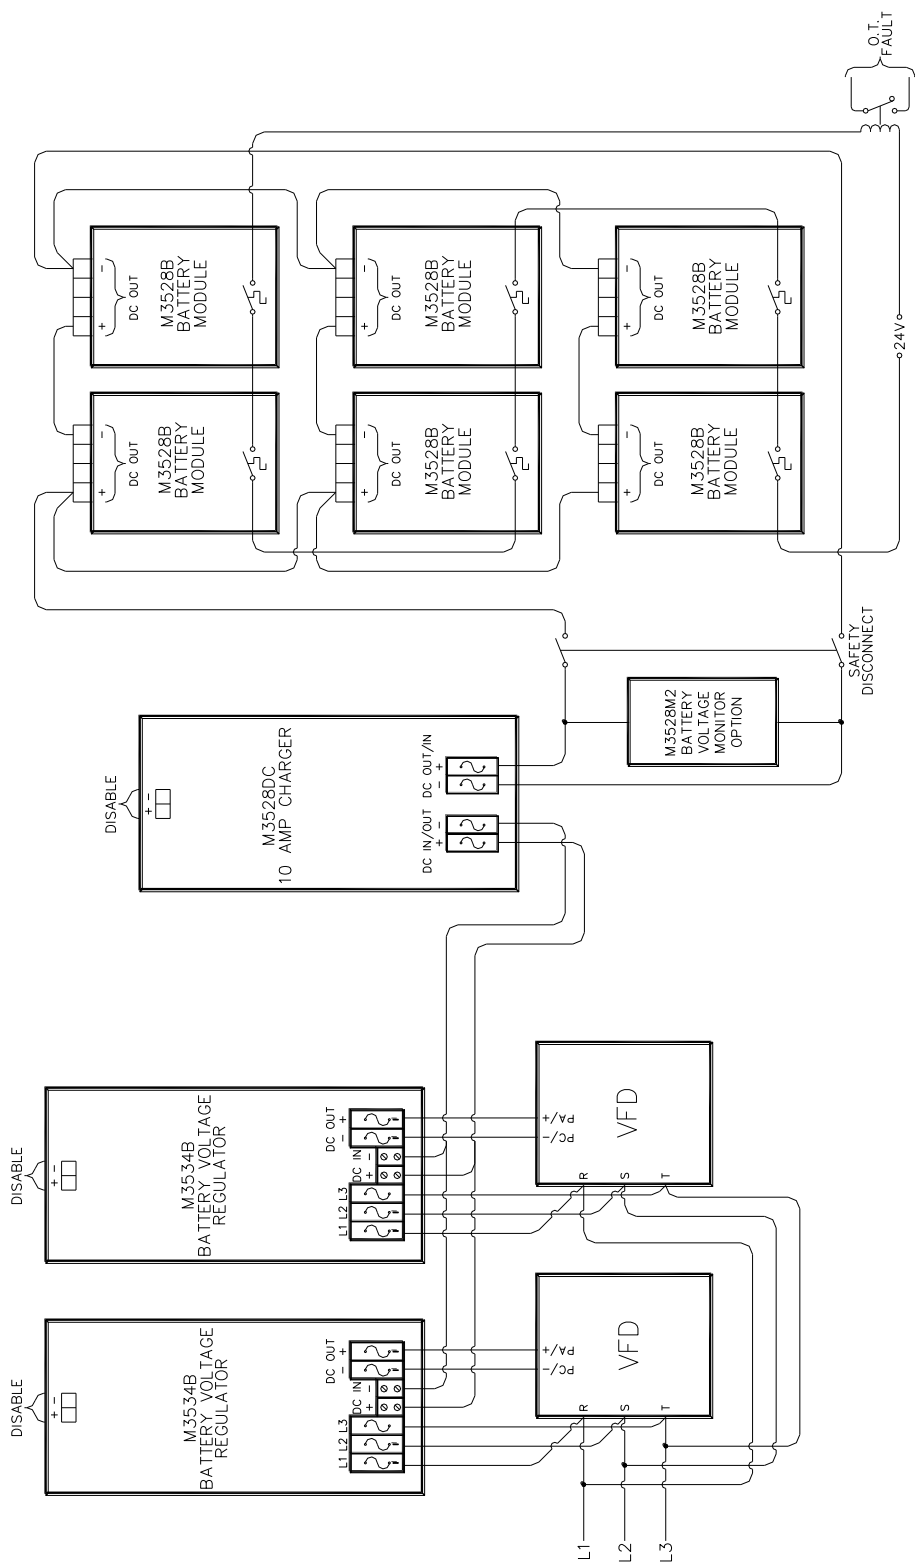 DISABLE
+ -
M3534B
BATTERY VOLTAGE
REGULATOR
L1 L2 L3
DC IN
+ -
DC OUT
- +
VFD
PC/-
PA/+
R
S
T
L1
L2
L3
DISABLE
+ -
M3534B
BATTERY VOLTAGE
REGULATOR
L1 L2 L3
DC IN
+ -
DC OUT
- +
VFD
PC/-
PA/+
R
S
T
DISABLE
+ -
M3528DC
10 AMP CHARGER
DC IN/OUT
+ -
DC OUT/IN
- +
M3528M2
BATTERY
VOLTAGE
MONITOR
OPTION
SAFETY
DISCONNECT
+ -
DC OUT
M3528B
BATTERY
MODULE
+ -
DC OUT
M3528B
BATTERY
MODULE
+ -
DC OUT
M3528B
BATTERY
MODULE
+ -
DC OUT
M3528B
BATTERY
MODULE
+ -
DC OUT
M3528B
BATTERY
MODULE
+ -
DC OUT
M3528B
BATTERY
MODULE
24V
O.T.
FAULT